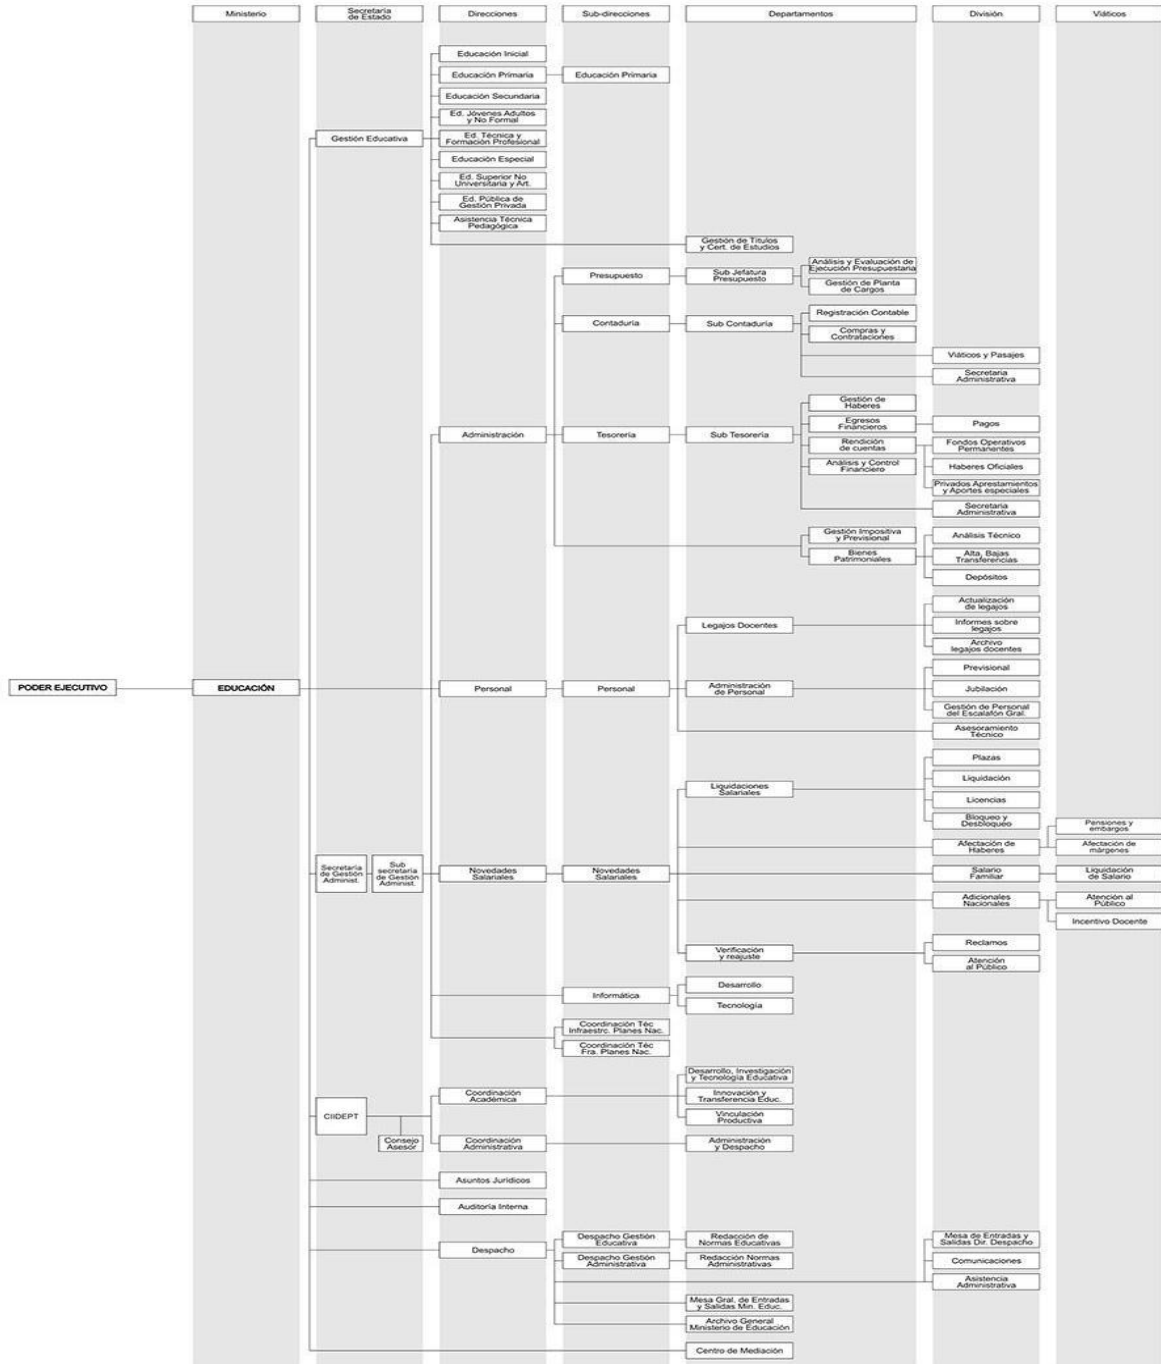 Ministerio
Secretaría
de Estado
Direcciones
Sub-direcciones
Departamentos
División
Viáticos
Educación Inicial
Educación Primaria
Educación Primaria
Educación Secundaria
Ed. Jóvenes Adultos
y No Formal
Gestión Educativa
Ed. Técnica y
Formación Profesional
Educación Especial
Ed. Superior No
Universitaria y Art.
Ed. Pública de
Gestión Privada
Asistencia Técnica
Pedagógica
Gestión de Títulos
y Cert. de Estudios
Presupuesto
Sub Jefatura
Presupuesto
Análisis y Evaluación de
Ejecución Presupuestaria
Gestión de Planta
de Cargos
Contaduría
Sub Contaduría
Registración Contable
Compras y
Contrataciones
Viáticos y Pasajes
Secretaria
Administrativa
Administración
Tesorería
Sub Tesorería
Gestión de
Haberes
Egresos
Financieros
Pagos
Rendición
de cuentas
Fondos Operativos
Permanentes
Análisis y Control
Financiero
Haberes Oficiales
Privados Aprestamientos
y Aportes especiales
Secretaria
Administrativa
Gestión Impositiva
y Previsional
Bienes
Patrimoniales
Análisis Técnico
Alta, Bajas
Transferencias
Depósitos
Legajos Docentes
Actualización
de legajos
Informes sobre
legajos
Archivo
legajos docentes
PODER EJECUTIVO
EDUCACIÓN
Personal
Personal
Administración
de Personal
Previsional
Jubilación
Gestión de Personal
del Escalafón Gral.
Asesoramiento
Técnico
Liquidaciones
Salariales
Plazas
Liquidación
Licencias
Bloqueo y
Desbloqueo
Afectación de
Haberes
Pensiones y
embargos
Afectación de
márgenes
Secretaría
de Gestión
Administ.
Sub
secretaría
de Gestión
Administ.
Novedades
Salariales
Novedades
Salariales
Salario
Familiar
Liquidación
de Salario
Adicionales
Nacionales
Atención al
Público
Incentivo Docente
Verificación
y reajuste
Reclamos
Atención
al Público
Informática
Desarrollo
Tecnología
Coordinación Téc
Infraestrc. Planes Nac.
Coordinación Téc
Fra. Planes Nac.
CIIDEPT
Consejo
Asesor
Coordinación
Académica
Desarrollo, Investigación
y Tecnología Educativa
Innovación y
Transferencia Educ.
Vinculación
Productiva
Coordinación
Administrativa
Administración
y Despacho
Asuntos Jurídicos
Auditoría Interna
Despacho
Despacho Gestión
Educativa
Redacción de
Normas Educativas
Despacho Gestión
Administrativa
Redacción Normas
Administrativas
Mesa de Entradas y
Salidas Dir. Despacho
Comunicaciones
Asistencia
Administrativa
Mesa Gral. de Entradas
y Salidas Min. Educ.
Archivo General
Ministerio de Educación
Centro de Mediación